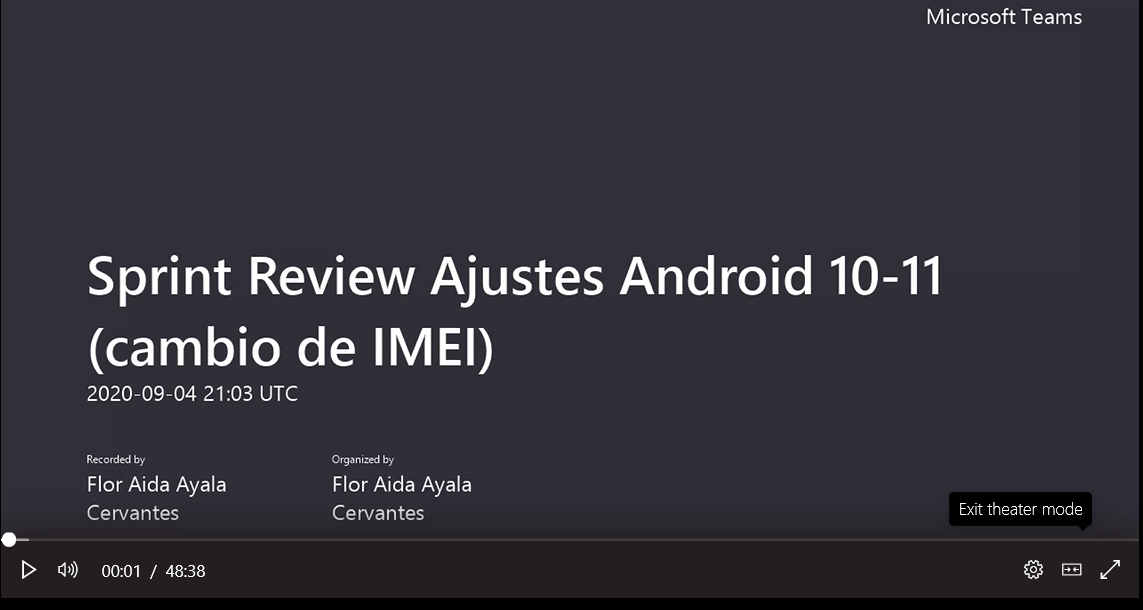 Microsoft Teams
Sprint Review Ajustes Android 10-11
(cambio de IMEI)
2020-09-04 21:03 UTC
Recorded by
Flor Aida Ayala
Cervantes
Organized by
Flor Aida Ayala
Cervantes
Exit theater mode
00:01 / 48:38